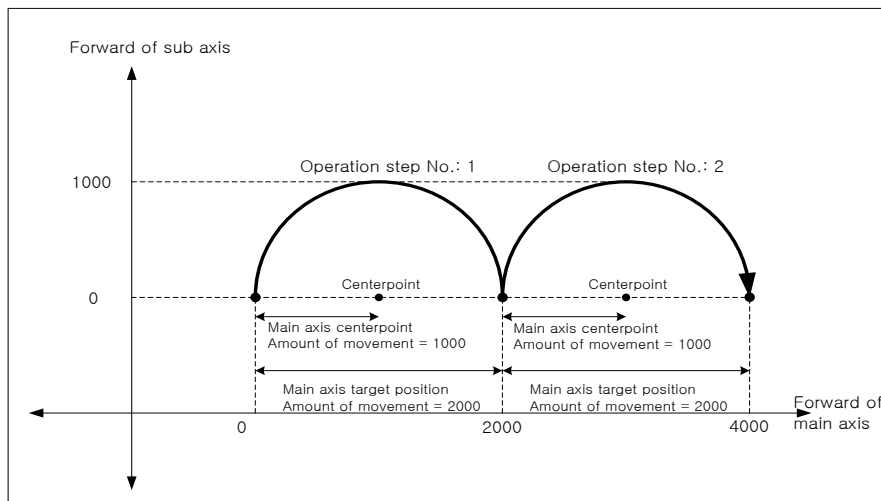 Forward of sub axis
Operation step No.: 1
Operation step No.: 2
1000
Centerpoint
Centerpoint
0
Main axis centerpoint
Amount of movement = 1000
Main axis centerpoint
Amount of movement = 1000
Main axis target position
Amount of movement = 2000
Main axis target position
Amount of movement = 2000
0
2000
4000
Forward of
main axis